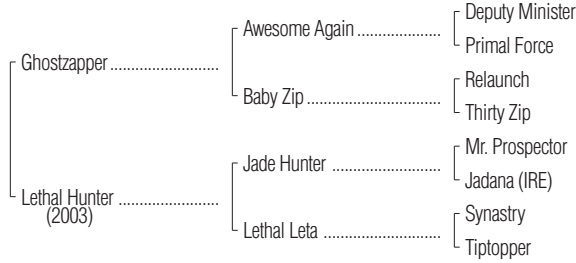 Deputy Minister
Awesome Again ..................
Primal Force
Ghostzapper ........................
Relaunch
Baby Zip .............................
Thirty Zip
Mr. Prospector
Jade Hunter .......................
Jadana (IRE)
Lethal Hunter ......................
(2003)
Synastry
Lethal Leta .........................
Tiptopper